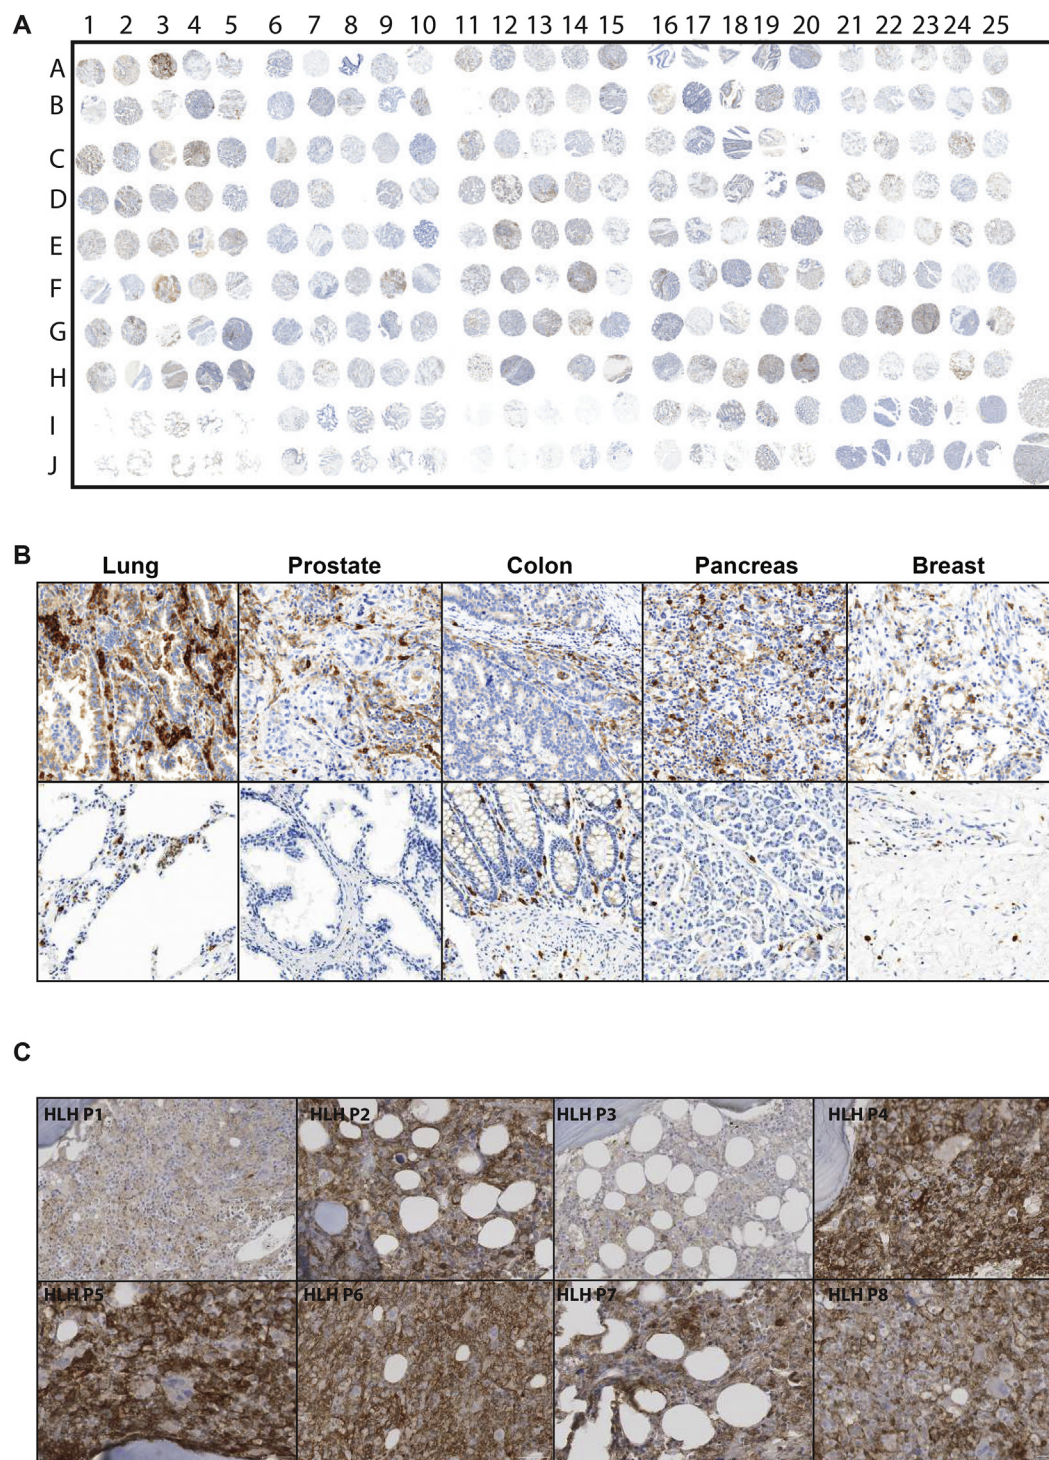 A
1 2 3 4 5 6 7 8 9 10 11 12 13 14 15 16 17 18 19 20 21 22 23 24 25
A
B
C
D
E
F
G
H
I
J
B
Lung Prostate Colon Pancreas Breast
C
HLH P1 HLH P2 HLH P3 HLH P4
HLH P5 HLH P6 HLH P7 HLH P8